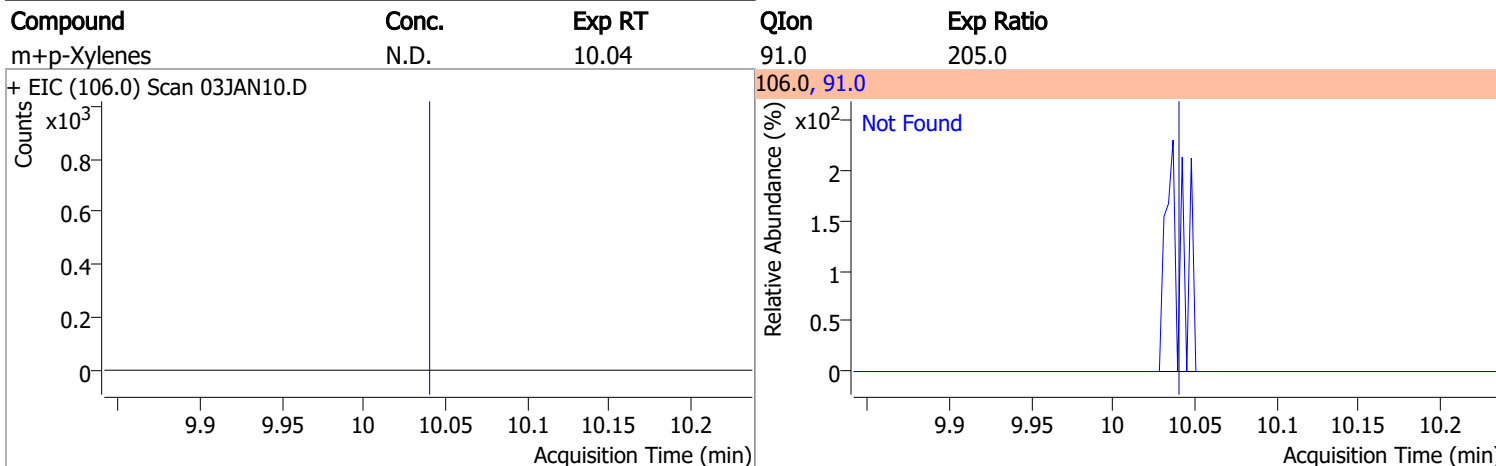 Compound Conc. Exp RT QIon Exp Ratio
m+p-Xylenes N.D. 10.04 91.0 205.0
+ EIC (106.0) Scan 03JAN10.D
Counts
x10³
0.8
0.6
0.4
0.2
0
9.9 9.95 10 10.05 10.1 10.15 10.2
Acquisition Time (min)
106.0, 91.0
Relative Abundance (%)
x10²
Not Found
2
1.5
1
0.5
0
9.9 9.95 10 10.05 10.1 10.15 10.2
Acquisition Time (min)